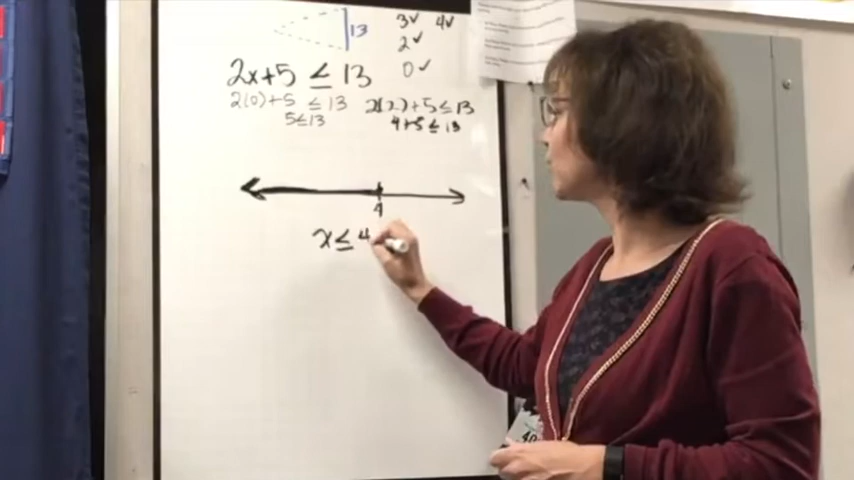 13
3✓ 4✓
2✓
0✓
2x+5 ≤ 13
2(0)+5 ≤ 13
5≤13
2(2)+5≤13
4+5≤13
4
x≤4